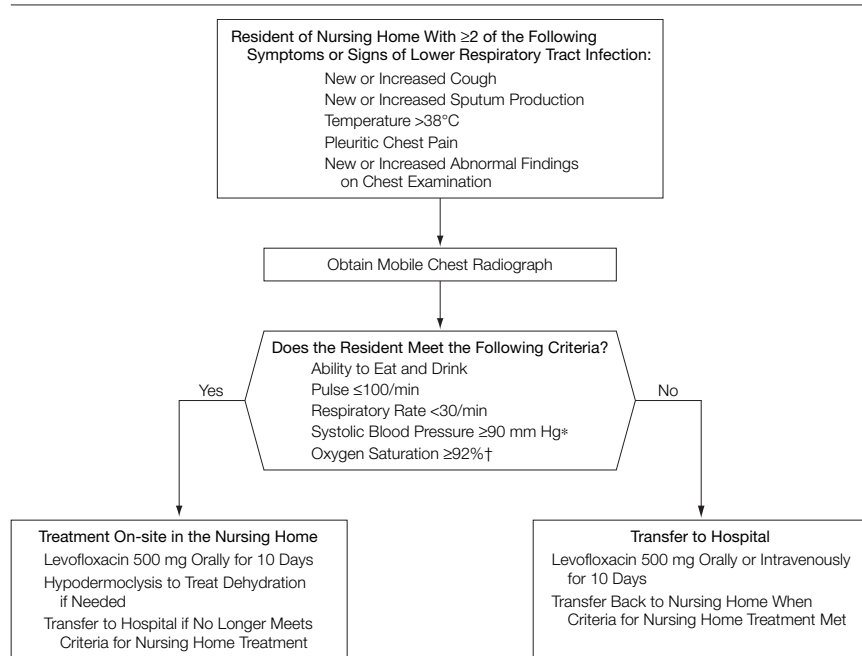 Resident of Nursing Home With ≥2 of the Following
Symptoms or Signs of Lower Respiratory Tract Infection:
New or Increased Cough
New or Increased Sputum Production
Temperature >38°C
Pleuritic Chest Pain
New or Increased Abnormal Findings
on Chest Examination
Obtain Mobile Chest Radiograph
Does the Resident Meet the Following Criteria?
Ability to Eat and Drink
Pulse ≤100/min
Respiratory Rate <30/min
Systolic Blood Pressure ≥90 mm Hg*
Oxygen Saturation ≥92%†
Yes
No
Treatment On-site in the Nursing Home
Levofloxacin 500 mg Orally for 10 Days
Hypodermoclysis to Treat Dehydration
if Needed
Transfer to Hospital if No Longer Meets
Criteria for Nursing Home Treatment
Transfer to Hospital
Levofloxacin 500 mg Orally or Intravenously
for 10 Days
Transfer Back to Nursing Home When
Criteria for Nursing Home Treatment Met